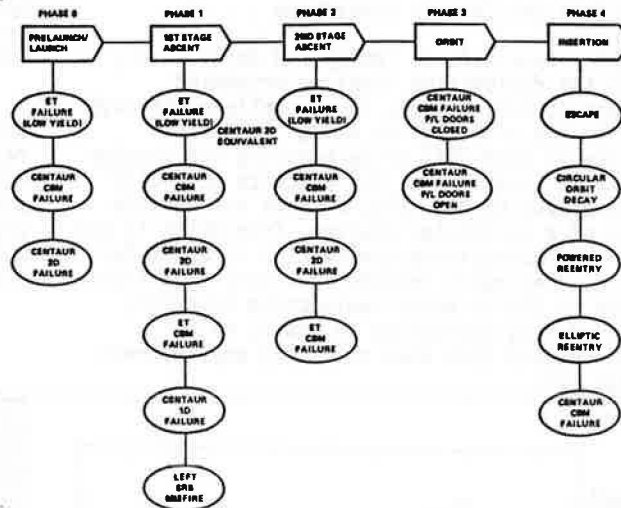 PHASE 0
PRELAUNCH/
LAUNCH
ET
FAILURE
(LOW YIELD)
CENTAUR
CBM
FAILURE
CENTAUR
2D
FAILURE
PHASE 1
1ST STAGE
ASCENT
ET
FAILURE
(LOW YIELD)
CENTAUR 2D
EQUIVALENT
CENTAUR
CBM
FAILURE
CENTAUR
2D
FAILURE
ET
CBM
FAILURE
CENTAUR
1D
FAILURE
LEFT
SRB
MISFIRE
PHASE 2
2ND STAGE
ASCENT
ET
FAILURE
(LOW YIELD)
CENTAUR
CBM
FAILURE
CENTAUR
2D
FAILURE
ET
CBM
FAILURE
PHASE 3
ORBIT
CENTAUR
CBM FAILURE
P/L DOORS
CLOSED
CENTAUR
CBM FAILURE
P/L DOORS
OPEN
PHASE 4
INSERTION
ESCAPE
CIRCULAR
ORBIT
DECAY
POWERED
REENTRY
ELLIPTIC
REENTRY
CENTAUR
CBM
FAILURE